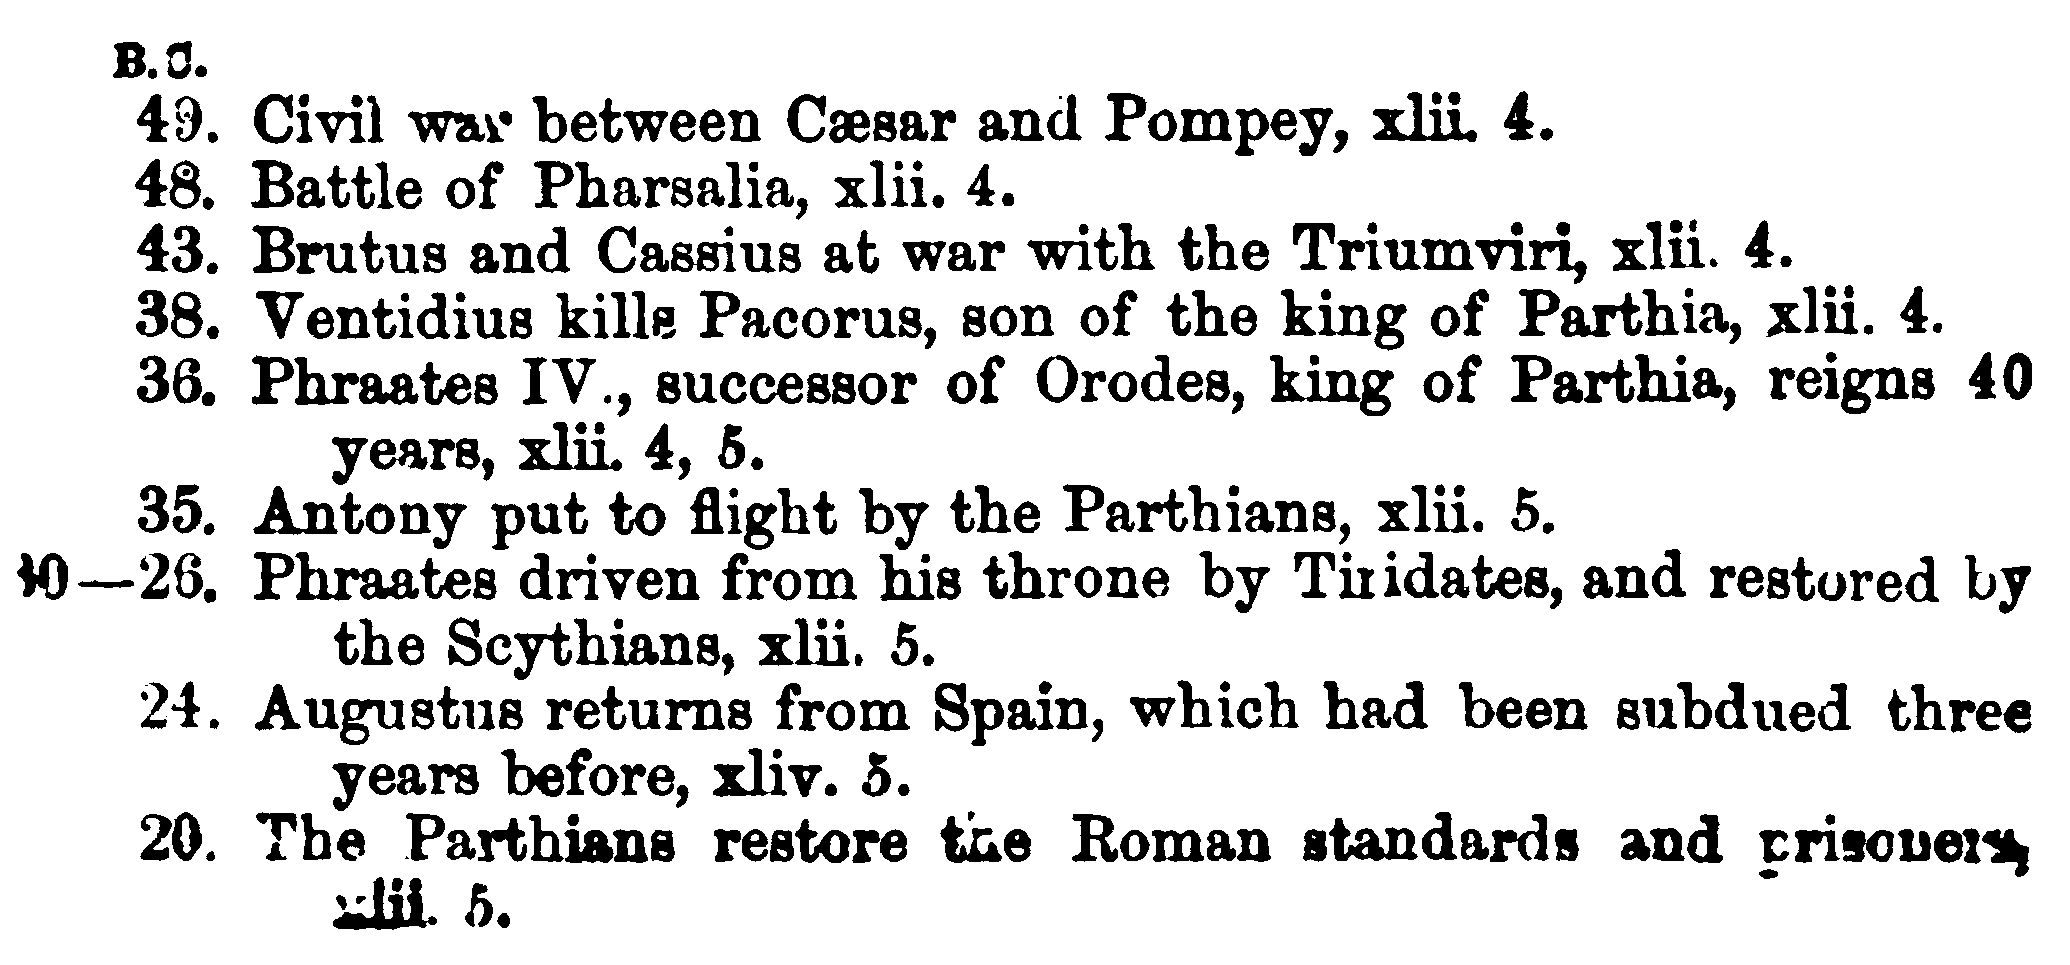 B.C.
49. Civil war between Cæsar and Pompey, xlii. 4.
48. Battle of Pharsalia, xlii. 4.
43. Brutus and Cassius at war with the Triumviri, xlii. 4.
38. Ventidius kills Pacorus, son of the king of Parthia, xlii. 4.
36. Phraates IV., successor of Orodes, king of Parthia, reigns 40
years, xlii. 4, 5.
35. Antony put to flight by the Parthians, xlii. 5.
—26. Phraates driven from his throne by Tiridates, and restored by
the Scythians, xlii. 5.
24. Augustus returns from Spain, which had been subdued three
years before, xliv. 5.
20. The Parthians restore the Roman standards and prisoners,
xlii. 5.